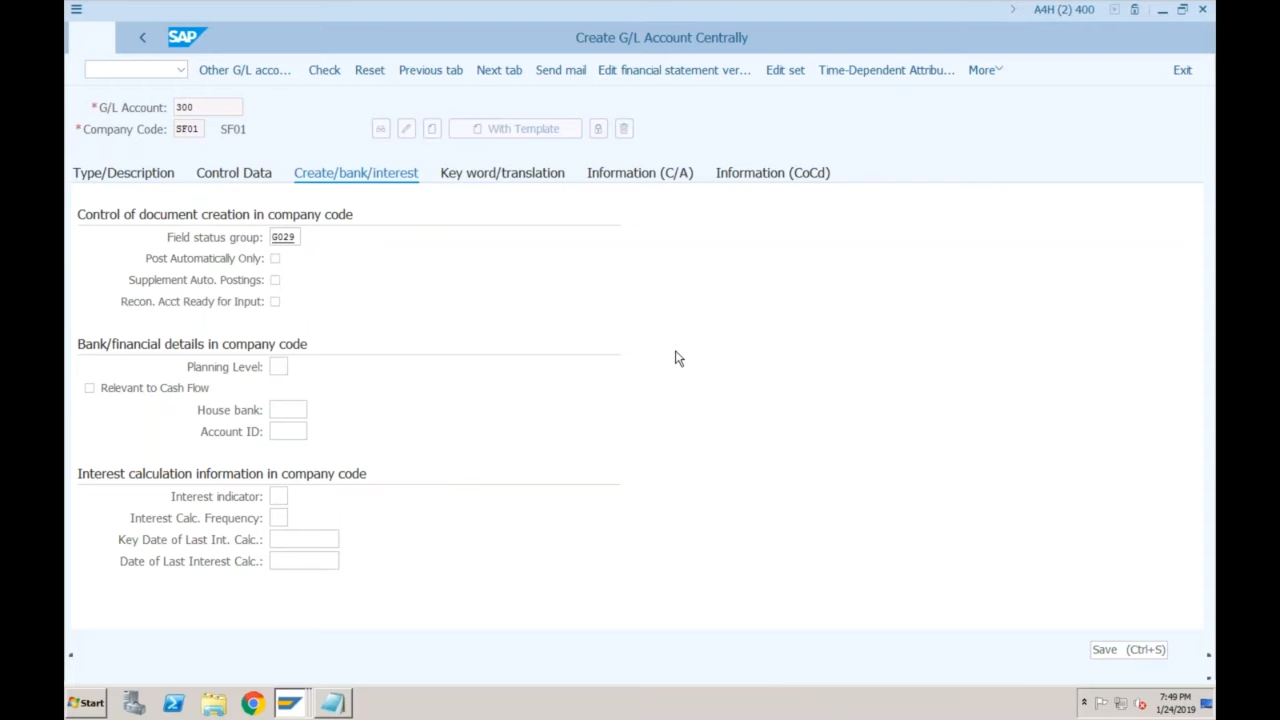 A4H (2) 400
SAP
Create G/L Account Centrally
Other G/L acco... Check Reset Previous tab Next tab Send mail Edit financial statement ver... Edit set Time-Dependent Attribu... More Exit
* G/L Account: 300
* Company Code: SF01 SF01 With Template
Type/Description Control Data Create/bank/interest Key word/translation Information (C/A) Information (CoCd)
Control of document creation in company code
Field status group: G029
Post Automatically Only:
Supplement Auto. Postings:
Recon. Acct Ready for Input:
Bank/financial details in company code
Planning Level:
Relevant to Cash Flow
House bank:
Account ID:
Interest calculation information in company code
Interest indicator:
Interest Calc. Frequency:
Key Date of Last Int. Calc.:
Date of Last Interest Calc.:
Save (Ctrl+S)
Start
7:49 PM
1/24/2019